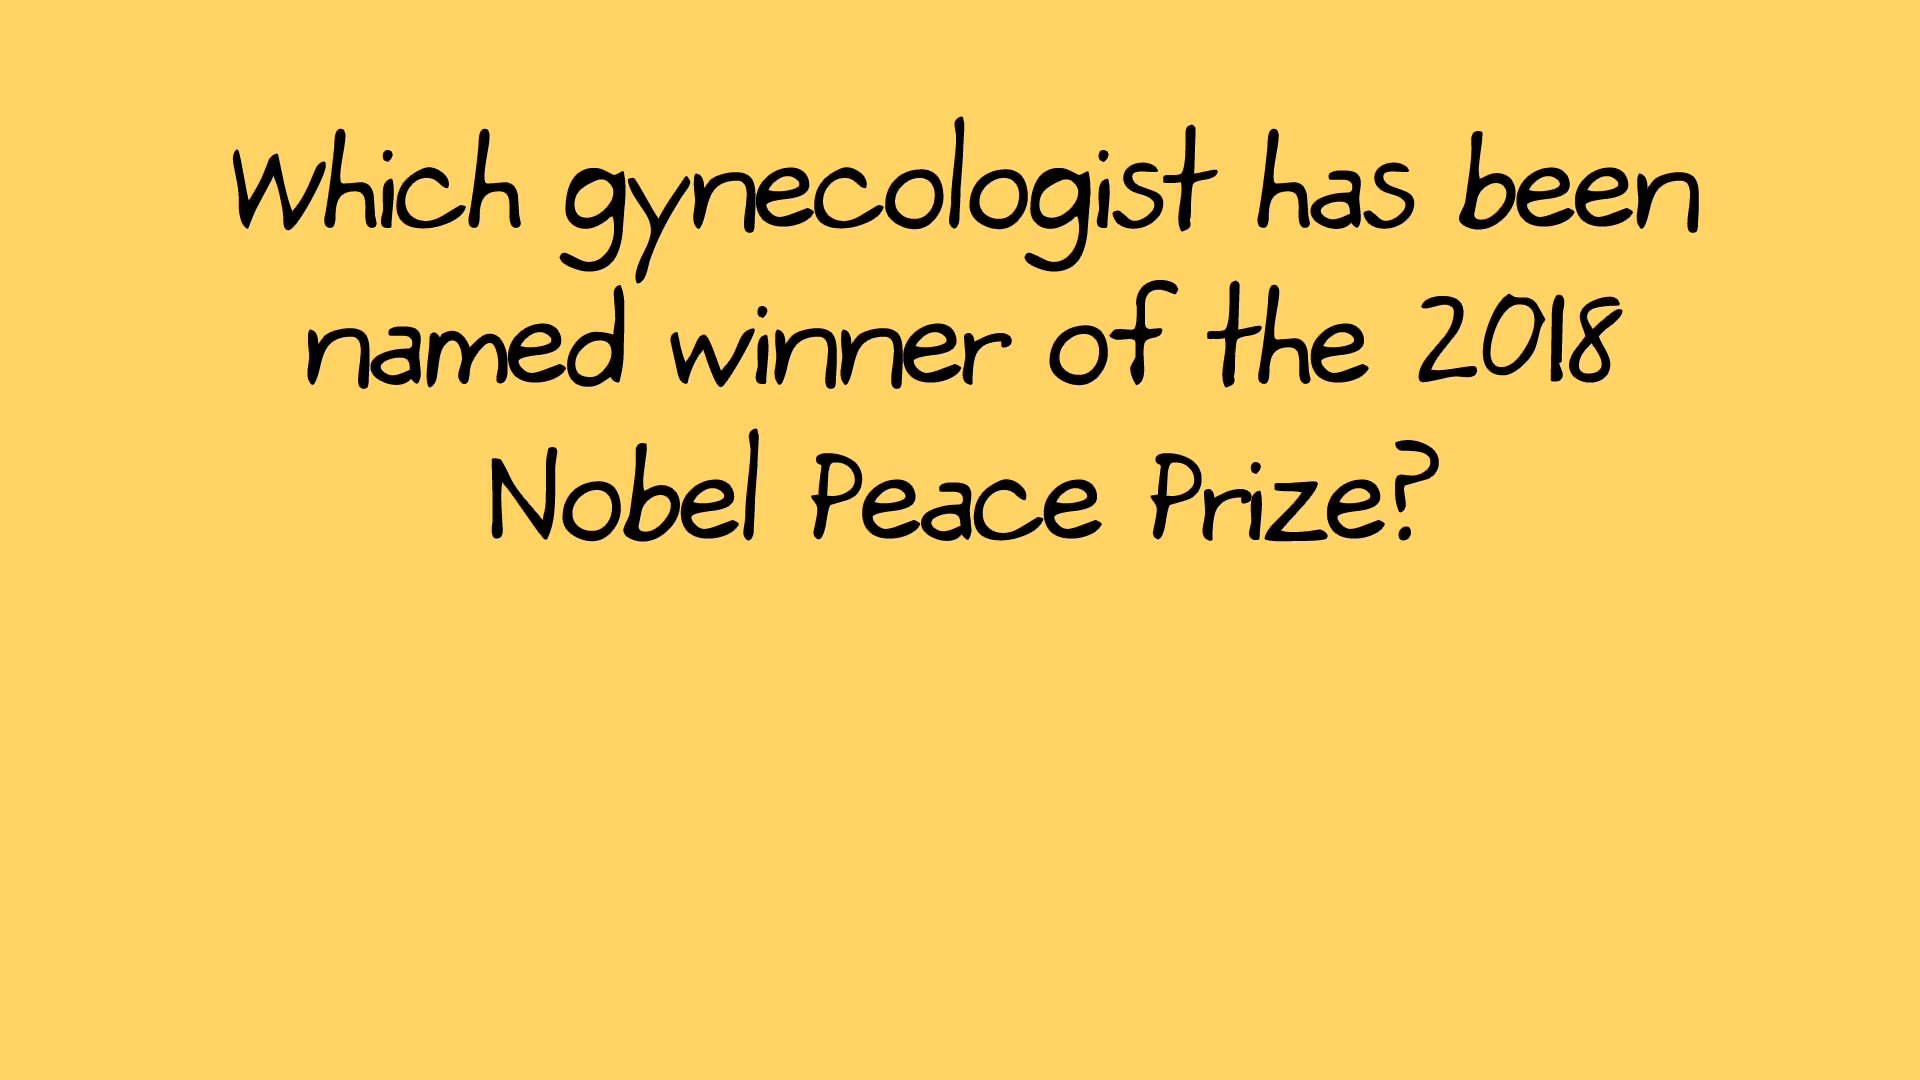 Which gynecologist has been
named winner of the 2018
Nobel Peace Prize?